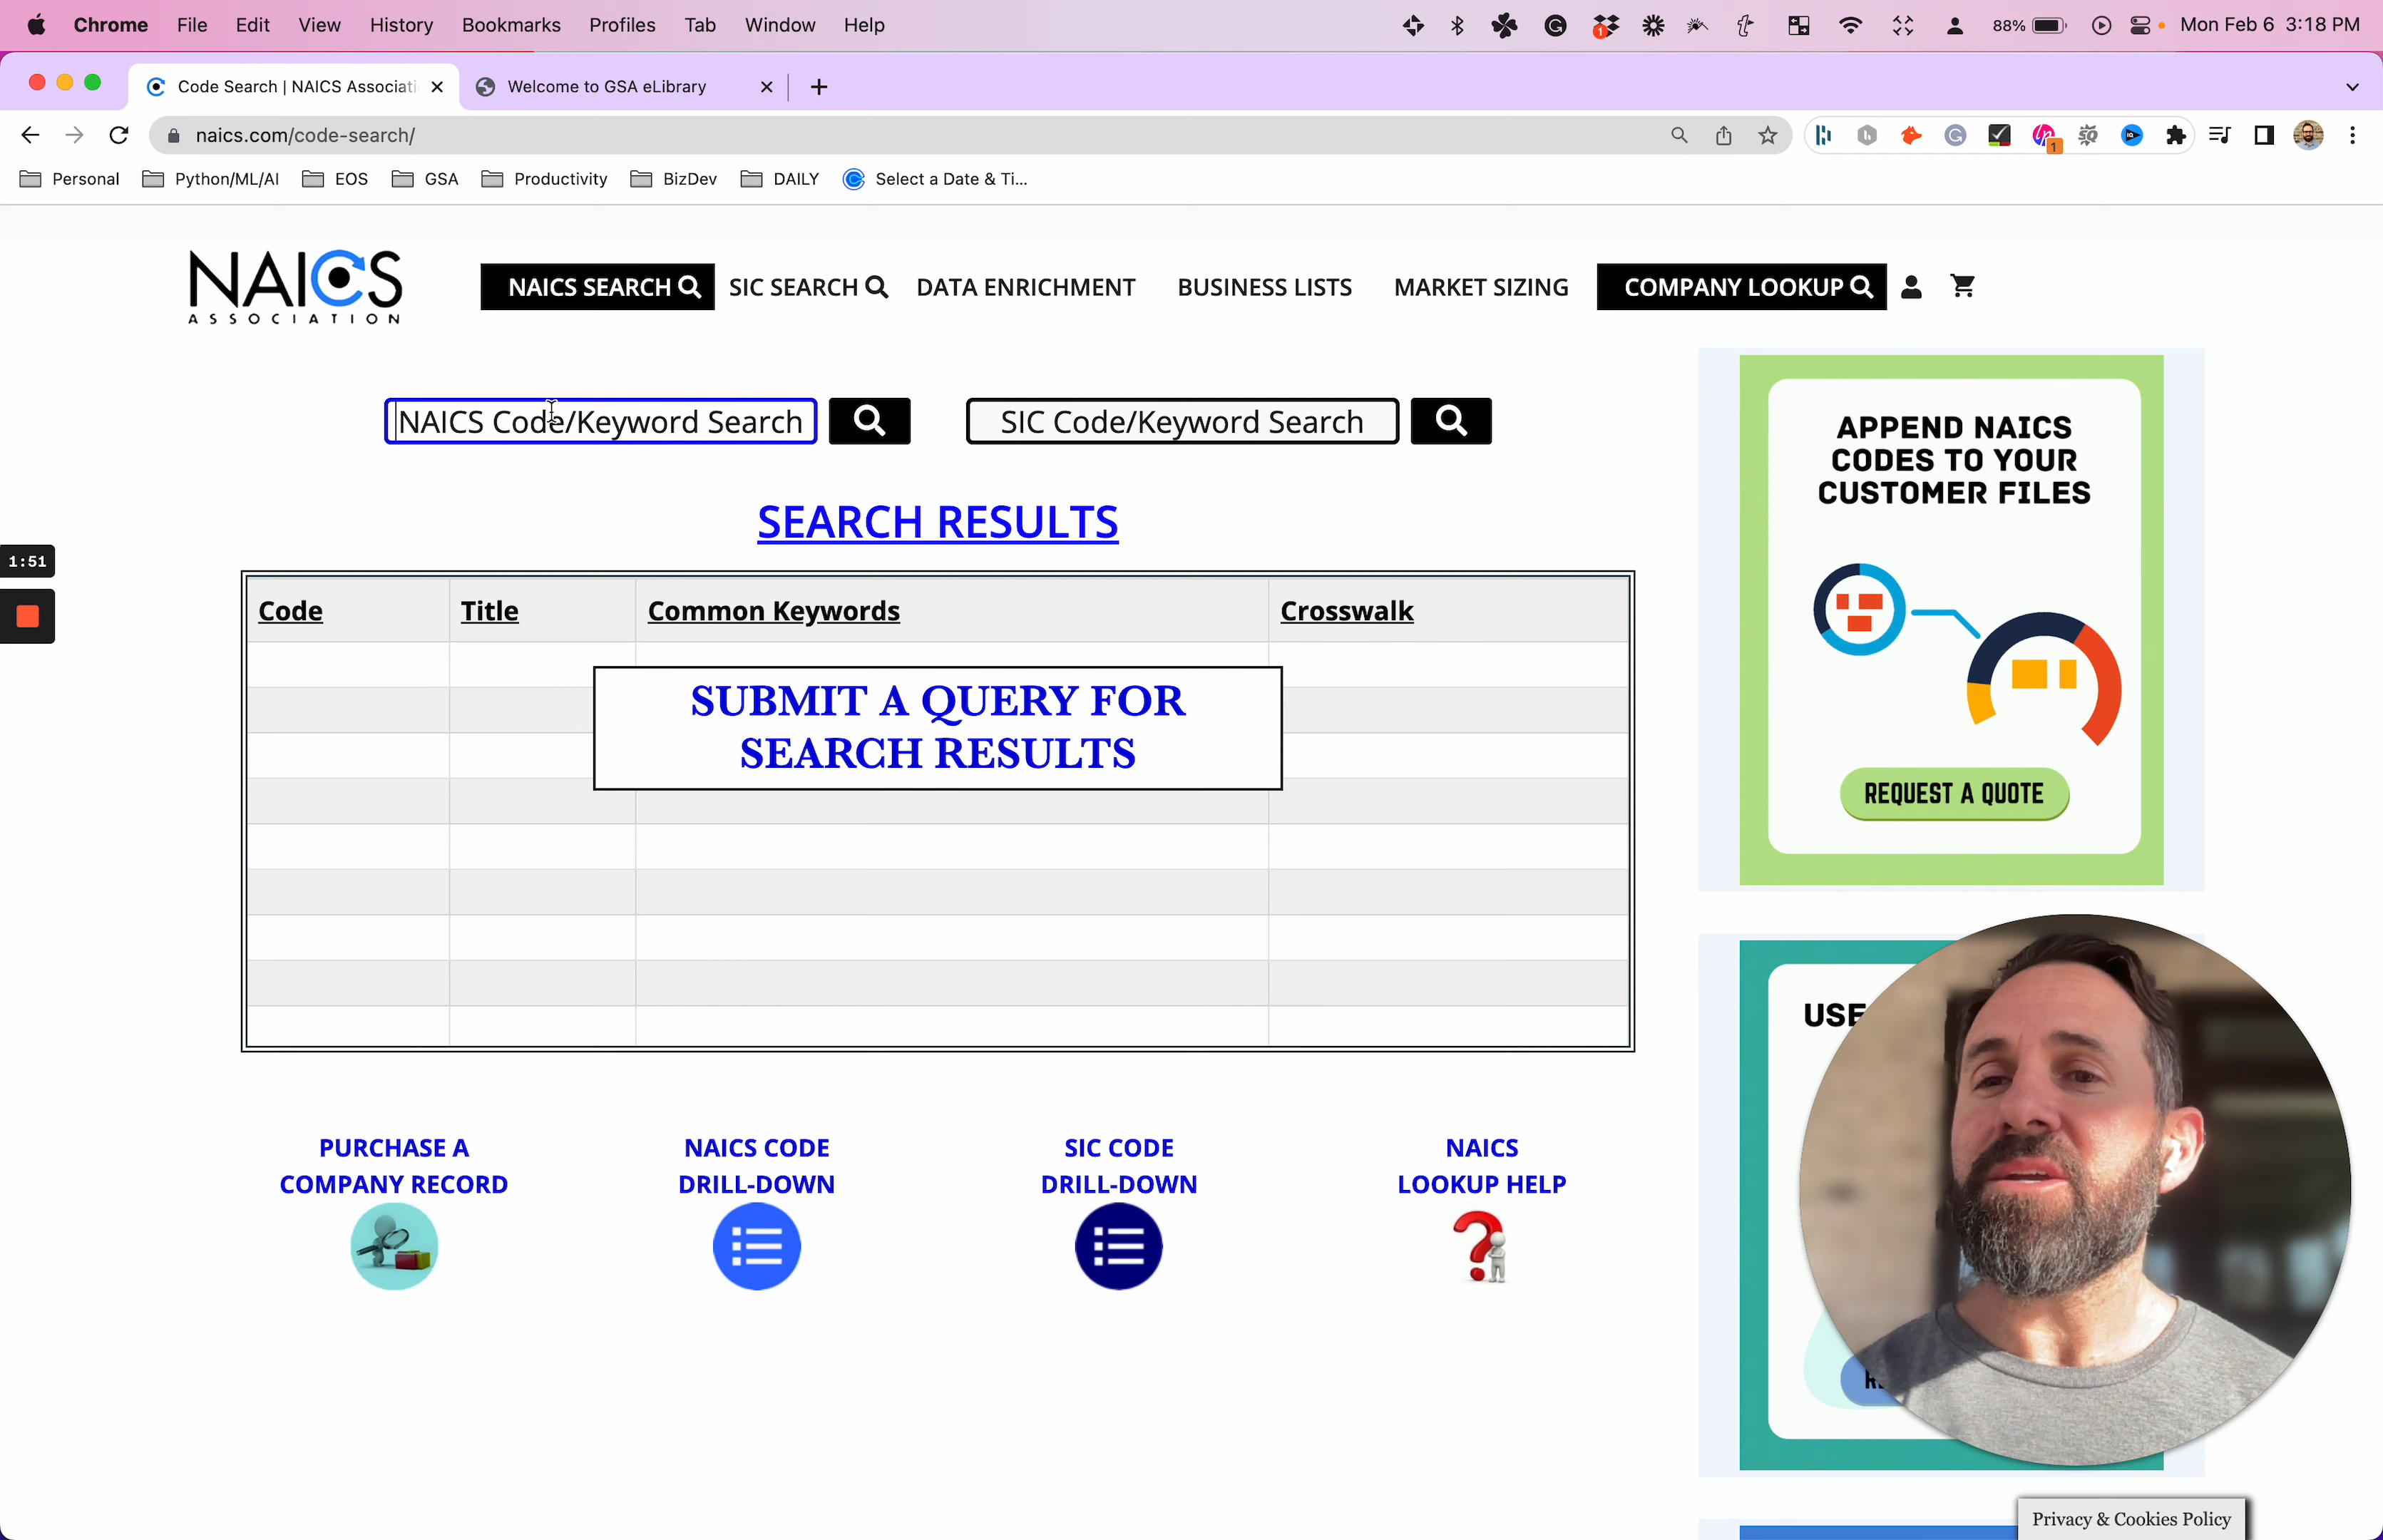 Chrome File Edit View History Bookmarks Profiles Tab Window Help 1 88% Mon Feb 6 3:18 PM
Code Search | NAICS Associati Welcome to GSA eLibrary
naics.com/code-search/ 1
Personal Python/ML/AI EOS GSA Productivity BizDev DAILY Select a Date & Ti...
NAICS
ASSOCIATION
NAICS SEARCH SIC SEARCH DATA ENRICHMENT BUSINESS LISTS MARKET SIZING COMPANY LOOKUP
NAICS Code/Keyword Search SIC Code/Keyword Search
SEARCH RESULTS
1:51
Code Title Common Keywords Crosswalk
SUBMIT A QUERY FOR
SEARCH RESULTS
PURCHASE A
COMPANY RECORD
NAICS CODE
DRILL-DOWN
SIC CODE
DRILL-DOWN
NAICS
LOOKUP HELP
APPEND NAICS
CODES TO YOUR
CUSTOMER FILES
REQUEST A QUOTE
USE
Privacy & Cookies Policy